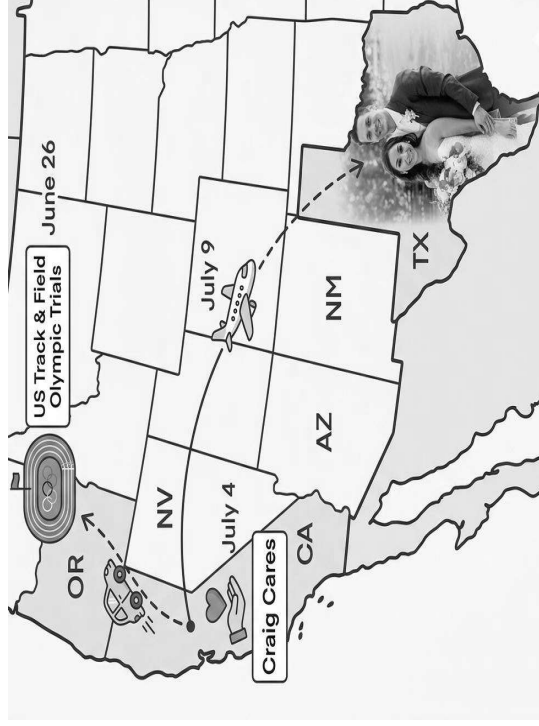 US Track & Field
Olympic Trials
June 26
OR
NV
July 9
July 4
CA
Craig Cares
AZ
NM
TX